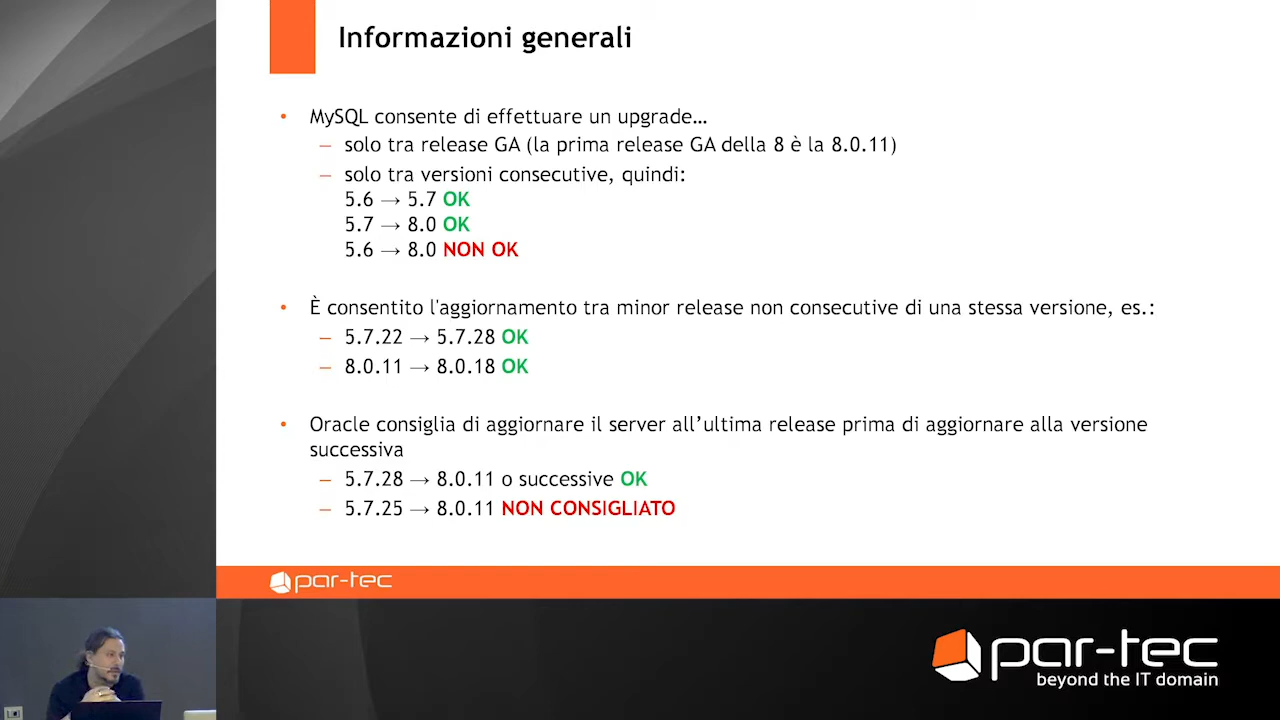 Informazioni generali
• MySQL consente di effettuare un upgrade…
– solo tra release GA (la prima release GA della 8 è la 8.0.11)
– solo tra versioni consecutive, quindi:
5.6 → 5.7 OK
5.7 → 8.0 OK
5.6 → 8.0 NON OK
• È consentito l'aggiornamento tra minor release non consecutive di una stessa versione, es.:
– 5.7.22 → 5.7.28 OK
– 8.0.11 → 8.0.18 OK
• Oracle consiglia di aggiornare il server all’ultima release prima di aggiornare alla versione
successiva
– 5.7.28 → 8.0.11 o successive OK
– 5.7.25 → 8.0.11 NON CONSIGLIATO
par-tec
par-tec
beyond the IT domain